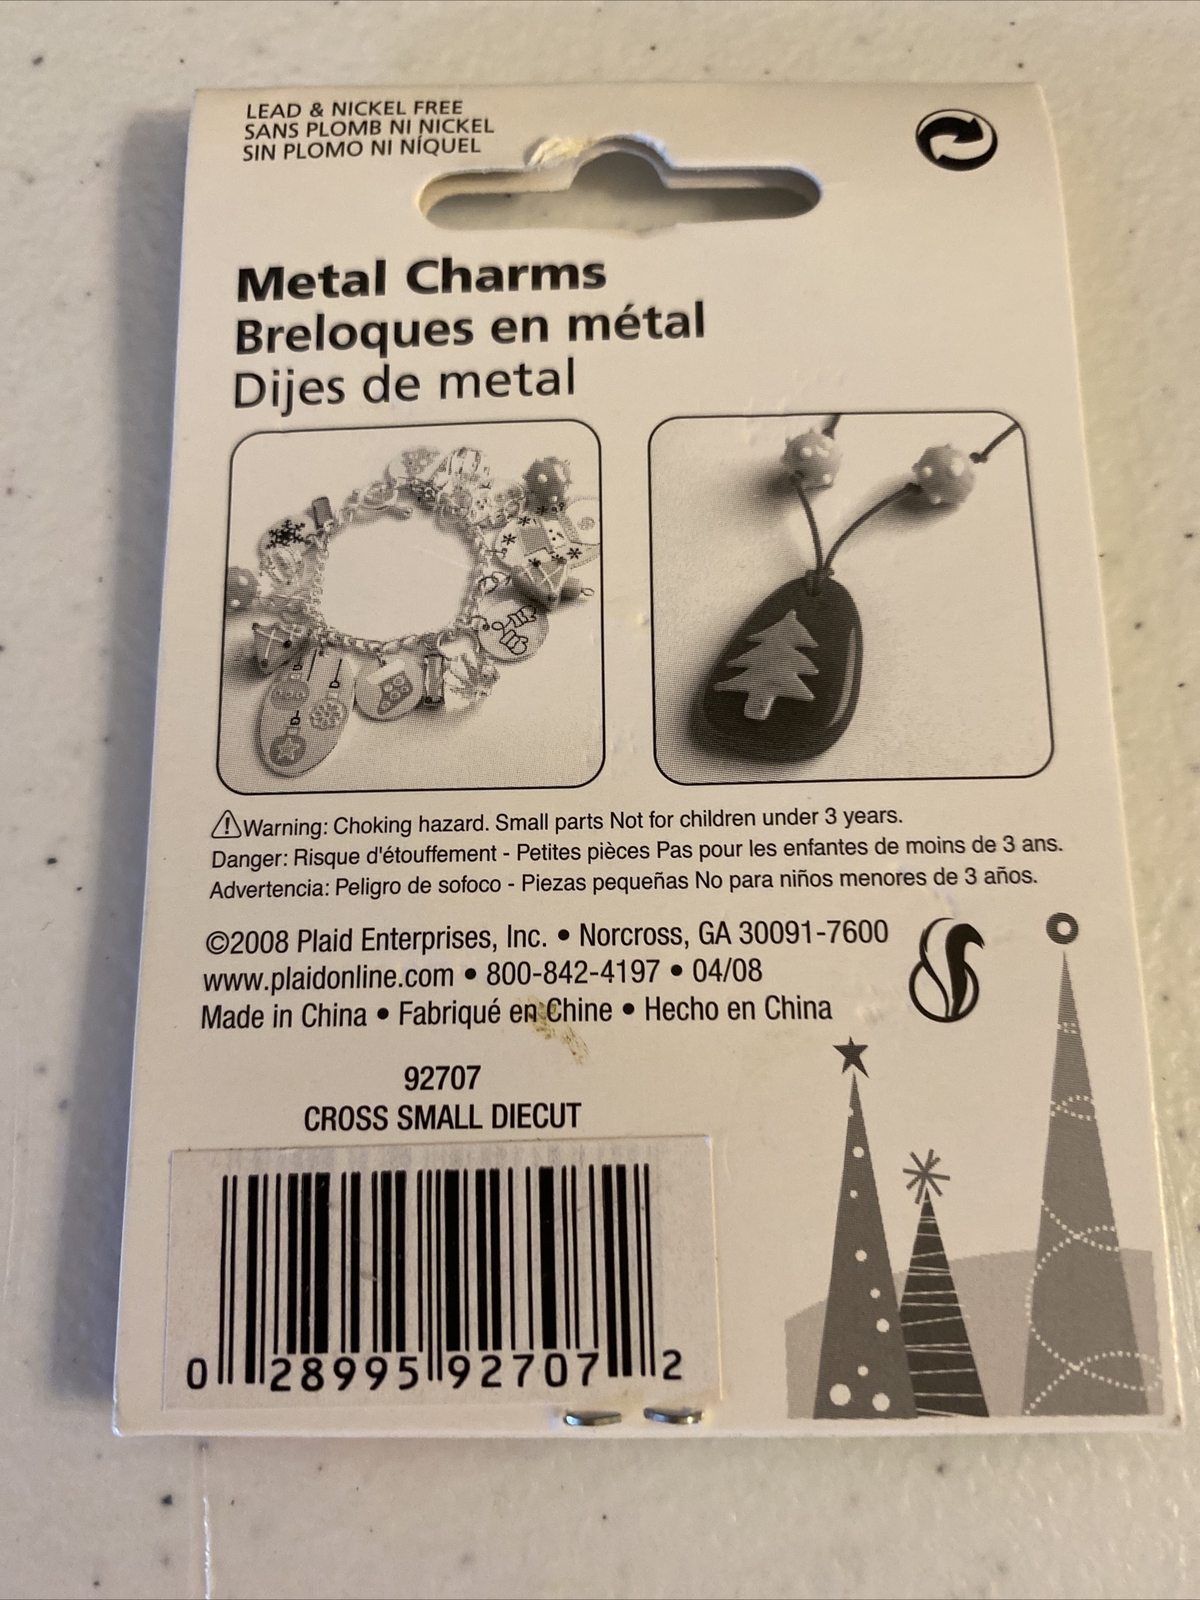 LEAD & NICKEL FREE
SANS PLOMB NI NICKEL
SIN PLOMO NI NÍQUEL
Metal Charms
Breloques en métal
Dijes de metal
Warning: Choking hazard. Small parts Not for children under 3 years.
Danger: Risque d'étouffement - Petites pièces Pas pour les enfantes de moins de 3 ans.
Advertencia: Peligro de sofoco - Piezas pequeñas No para niños menores de 3 años.
©2008 Plaid Enterprises, Inc. • Norcross, GA 30091-7600
www.plaidonline.com • 800-842-4197 • 04/08
Made in China • Fabriqué en Chine • Hecho en China
92707
CROSS SMALL DIECUT
0 28995 92707 2